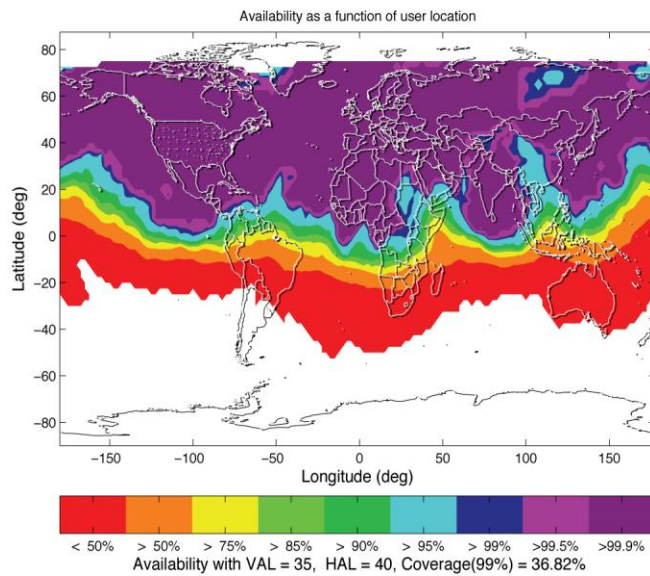 Availability as a function of user location
80
60
40
20
0
−20
−40
−60
−80
Latitude (deg)
−150 −100 −50 0 50 100 150
Longitude (deg)
< 50% > 50% > 75% > 85% > 90% > 95% > 99% >99.5% >99.9%
Availability with VAL = 35, HAL = 40, Coverage(99%) = 36.82%